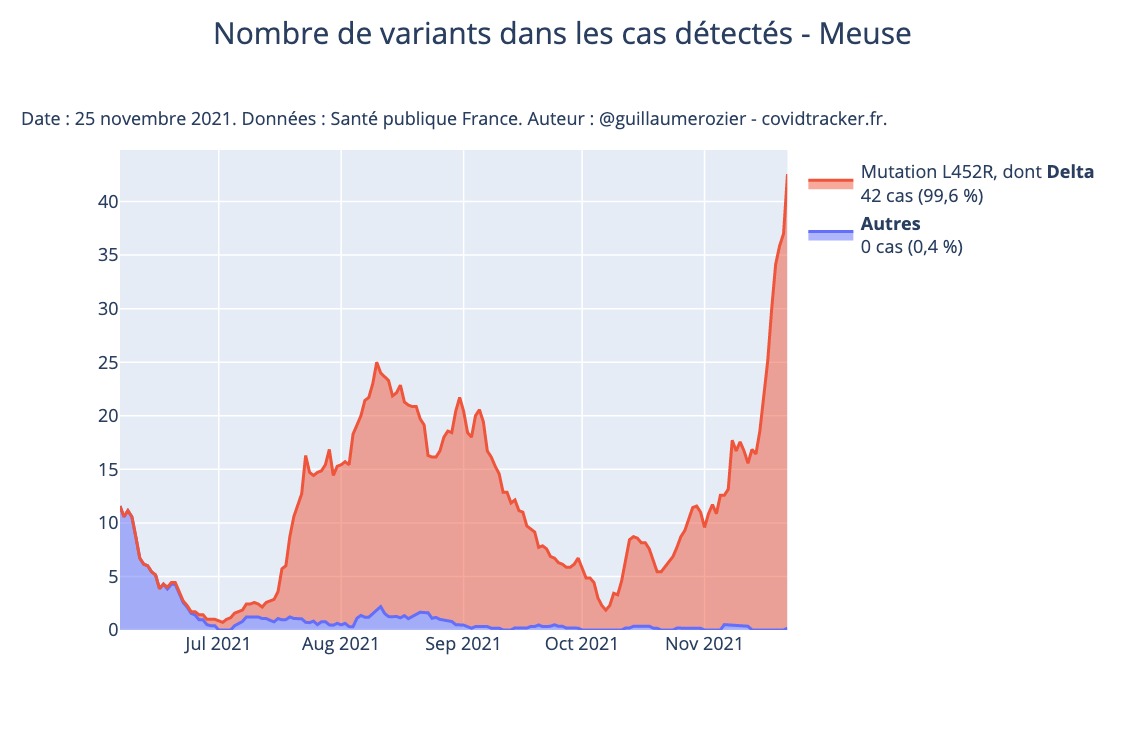 Nombre de variants dans les cas détectés - Meuse
Date : 25 novembre 2021. Données : Santé publique France. Auteur : @guillaumerozier - covidtracker.fr.
Mutation L452R, dont Delta
42 cas (99,6 %)
Autres
0 cas (0,4 %)
40
35
30
25
20
15
10
5
0
Jul 2021
Aug 2021
Sep 2021
Oct 2021
Nov 2021